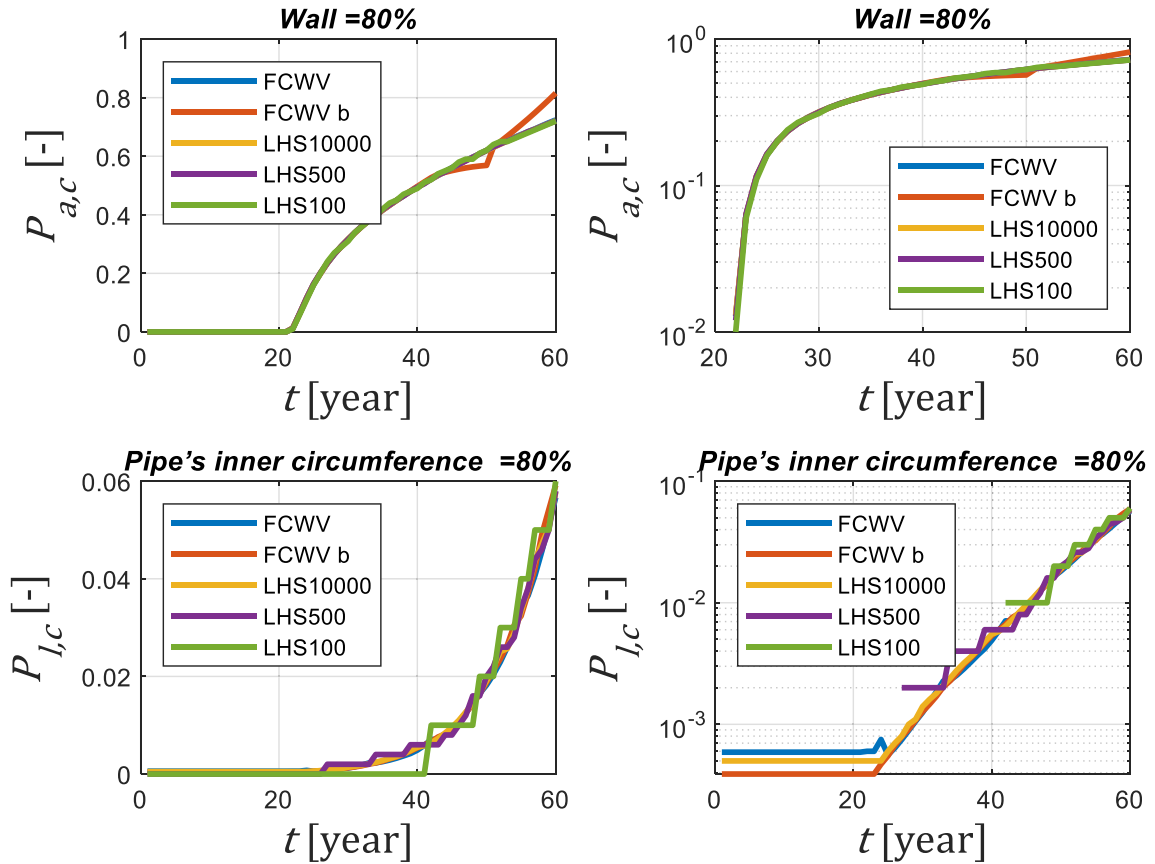 Wall =80%
P a,c [-]
1
0.8
0.6
0.4
0.2
0
FCWV
FCWV b
LHS10000
LHS500
LHS100
0 20 40 60
t [year]
Wall =80%
P a,c [-]
10^0
10^-1
10^-2
FCWV
FCWV b
LHS10000
LHS500
LHS100
20 30 40 50 60
t [year]
Pipe's inner circumference =80%
P l,c [-]
0.06
0.04
0.02
0
FCWV
FCWV b
LHS10000
LHS500
LHS100
0 20 40 60
t [year]
Pipe's inner circumference =80%
P l,c [-]
10^-1
10^-2
10^-3
FCWV
FCWV b
LHS10000
LHS500
LHS100
0 20 40 60
t [year]